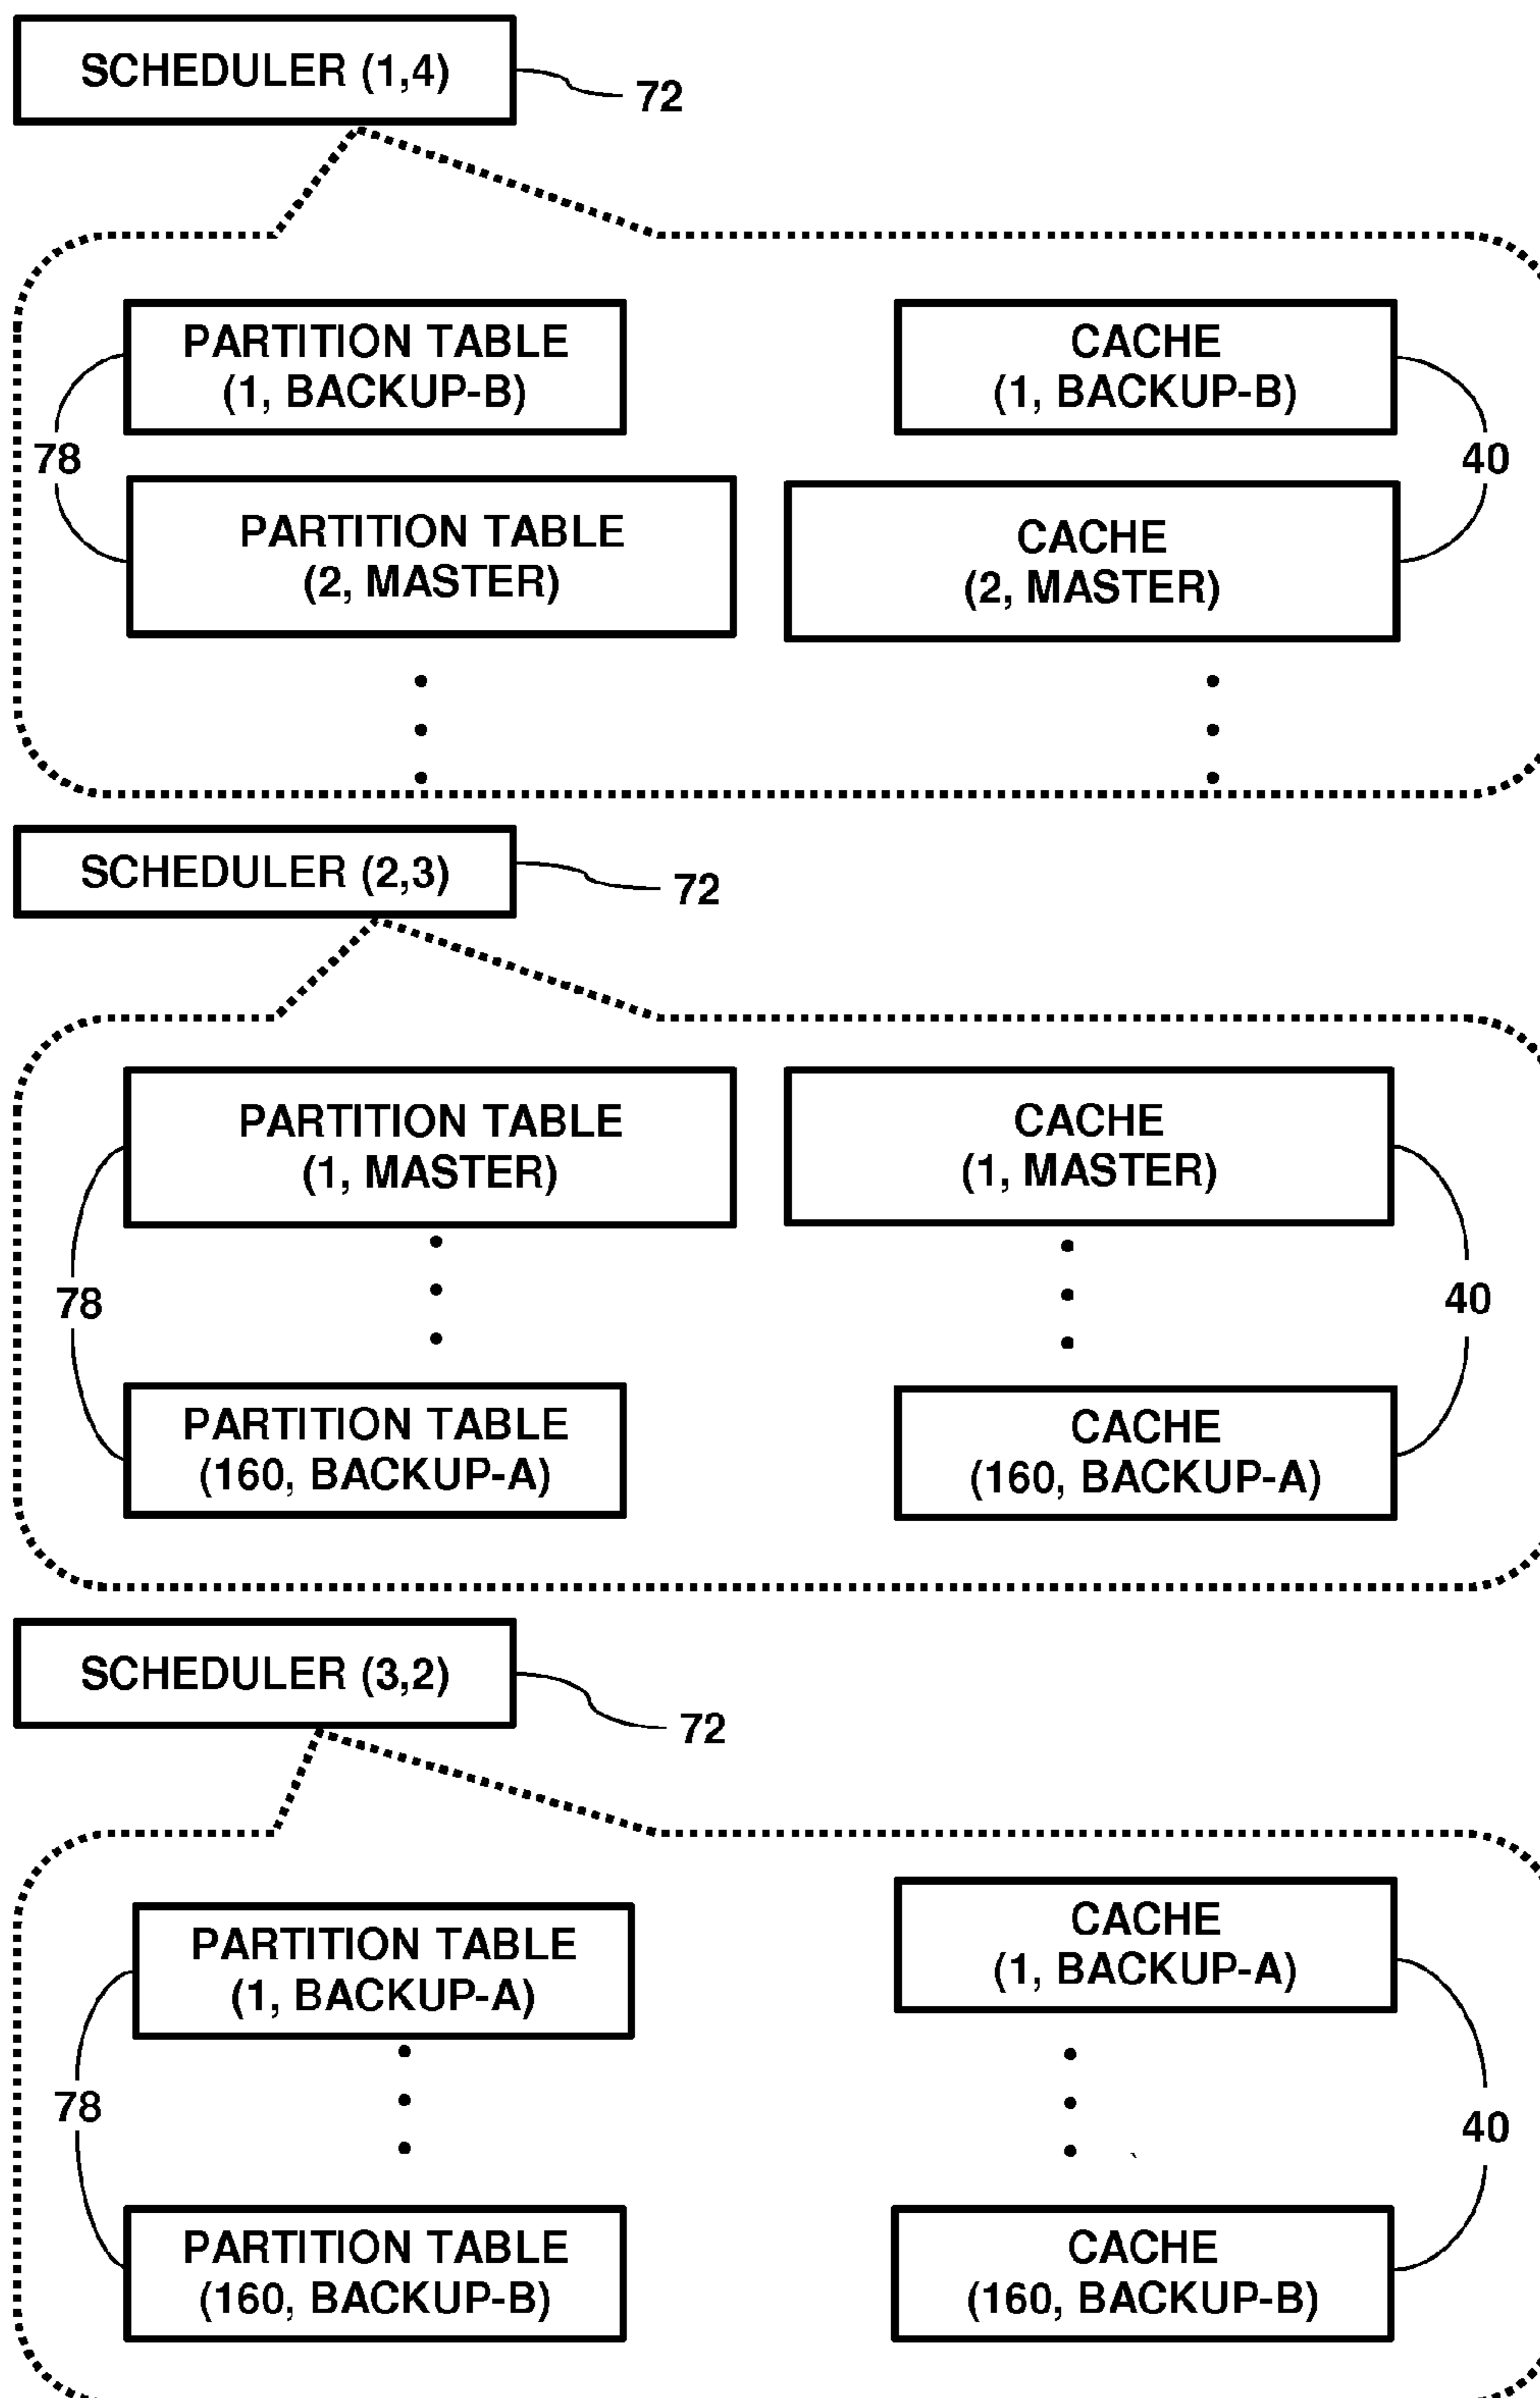 SCHEDULER (1,4)
72
PARTITION TABLE
(1, BACKUP-B)
CACHE
(1, BACKUP-B)
78
40
PARTITION TABLE
(2, MASTER)
CACHE
(2, MASTER)
SCHEDULER (2,3)
72
PARTITION TABLE
(1, MASTER)
CACHE
(1, MASTER)
78
40
PARTITION TABLE
(160, BACKUP-A)
CACHE
(160, BACKUP-A)
SCHEDULER (3,2)
72
PARTITION TABLE
(1, BACKUP-A)
CACHE
(1, BACKUP-A)
78
40
PARTITION TABLE
(160, BACKUP-B)
CACHE
(160, BACKUP-B)